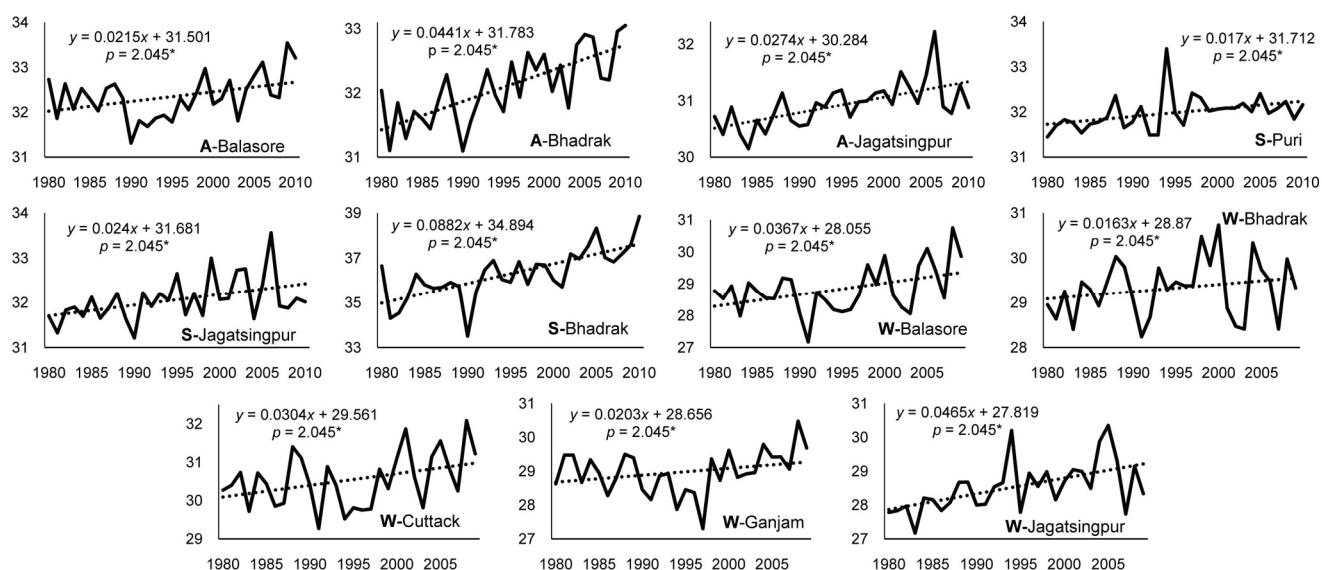 34
33
32
31
y = 0.0215x + 31.501
p = 2.045*
A-Balasore
1980 1985 1990 1995 2000 2005 2010
33
32
31
y = 0.0441x + 31.783
p = 2.045*
A-Bhadrak
1980 1985 1990 1995 2000 2005 2010
32
31
30
y = 0.0274x + 30.284
p = 2.045*
A-Jagatsingpur
1980 1985 1990 1995 2000 2005 2010
34
33
32
31
y = 0.017x + 31.712
p = 2.045*
S-Puri
1980 1985 1990 1995 2000 2005 2010
34
33
32
31
y = 0.024x + 31.681
p = 2.045*
S-Jagatsingpur
1980 1985 1990 1995 2000 2005 2010
39
37
35
33
y = 0.0882x + 34.894
p = 2.045*
S-Bhadrak
1980 1985 1990 1995 2000 2005 2010
31
30
29
28
27
y = 0.0367x + 28.055
p = 2.045*
W-Balasore
1980 1985 1990 1995 2000 2005
31
30
29
28
y = 0.0163x + 28.87
p = 2.045*
W-Bhadrak
1980 1985 1990 1995 2000 2005
32
31
30
29
y = 0.0304x + 29.561
p = 2.045*
W-Cuttack
1980 1985 1990 1995 2000 2005
31
30
29
28
27
y = 0.0203x + 28.656
p = 2.045*
W-Ganjam
1980 1985 1990 1995 2000 2005
31
30
29
28
27
y = 0.0465x + 27.819
p = 2.045*
W-Jagatsingpur
1980 1985 1990 1995 2000 2005